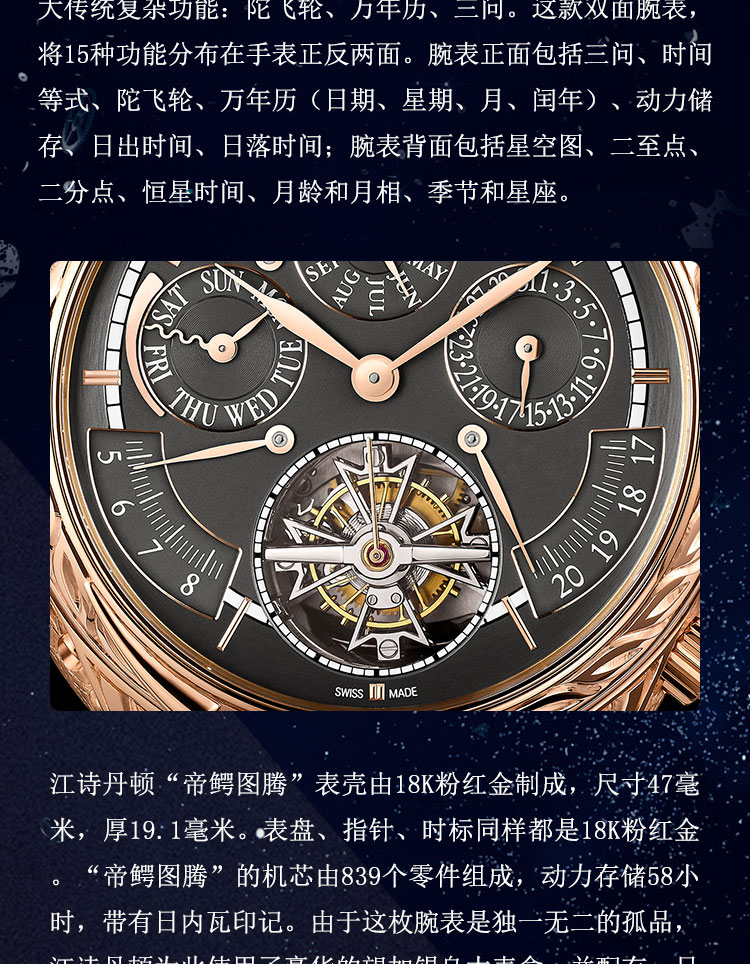 大传统复杂功能：陀飞轮、万年历、三问。这款双面腕表，
将15种功能分布在手表正反两面。腕表正面包括三问、时间
等式、陀飞轮、万年历（日期、星期、月、闰年）、动力储
存、日出时间、日落时间；腕表背面包括星空图、二至点、
二分点、恒星时间、月龄和月相、季节和星座。
SAT SUN MON
FRI THU WED TUE
AUG JUL JUN MAY
31 1·3·5·7·9·11·13·15·17·19·21·23·
5 6 7 8
17 18 19 20
SWISS MADE
江诗丹顿“帝鳄图腾”表壳由18K粉红金制成，尺寸47毫
米，厚19.1毫米。表盘、指针、时标同样都是18K粉红金
。“帝鳄图腾”的机芯由839个零件组成，动力存储58小
时，带有日内瓦印记。由于这枚腕表是独一无二的孤品，